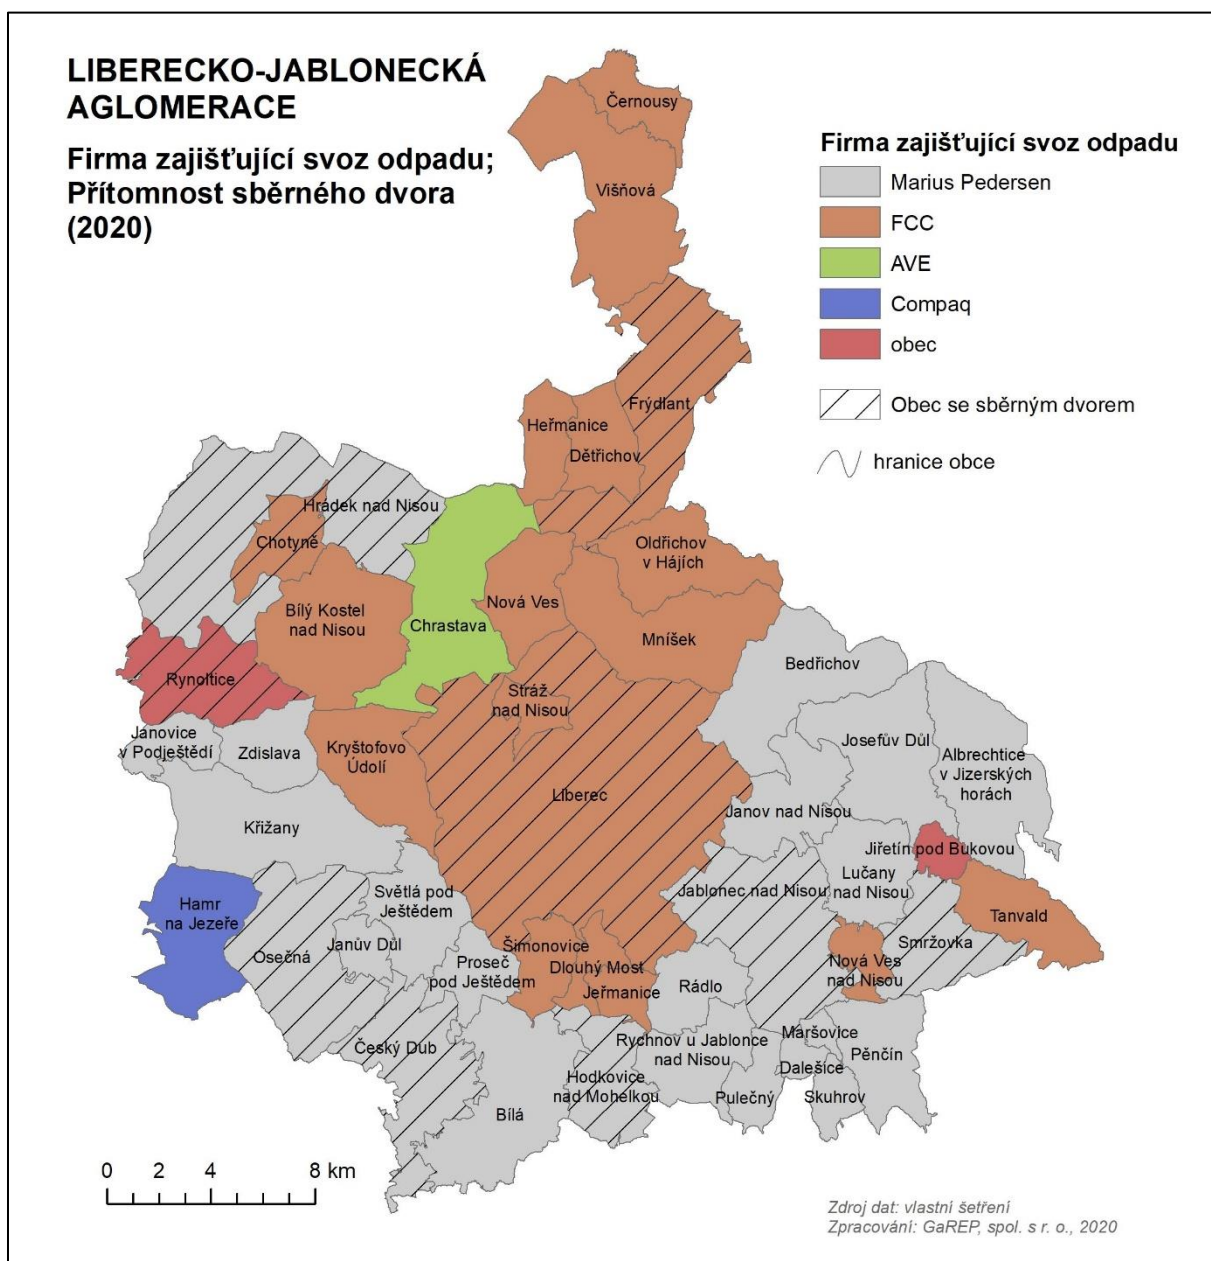 LIBERECKO-JABLONECKÁ
AGLOMERACE
Firma zajišťující svoz odpadu;
Přítomnost sběrného dvora
(2020)
Firma zajišťující svoz odpadu
Marius Pedersen
FCC
AVE
Compaq
obec
Obec se sběrným dvorem
hranice obce
Černousy
Višňová
Frýdlant
Heřmanice
Dětřichov
Hrádek nad Nisou
Chotyně
Oldřichov
v Hájích
Bílý Kostel
nad Nisou
Nová Ves
Chrastava
Mníšek
Bedřichov
Rynoltice
Stráž
nad Nisou
Janovice
v Podještědí
Zdislava
Kryštofovo
Údolí
Josefův Důl
Albrechtice
v Jizerských
horách
Liberec
Janov nad Nisou
Křižany
Jiřetín pod Bukovou
Lučany
nad Nisou
Jablonec nad Nisou
Světlá pod
Ještědem
Hamr
na Jezeře
Tanvald
Smržovka
Janův Důl
Osečná
Šimonovice
Proseč
pod Ještědem
Dlouhý Most
Jeřmanice
Nová Ves
nad Nisou
Rádlo
Maršovice
Rychnov u Jablonce
nad Nisou
Pěnčín
Český Dub
Dalešice
Hodkovice
nad Mohelkou
Pulečný
Skuhrov
Bílá
0 2 4 8 km
Zdroj dat: vlastní šetření
Zpracování: GaREP, spol. s r. o., 2020